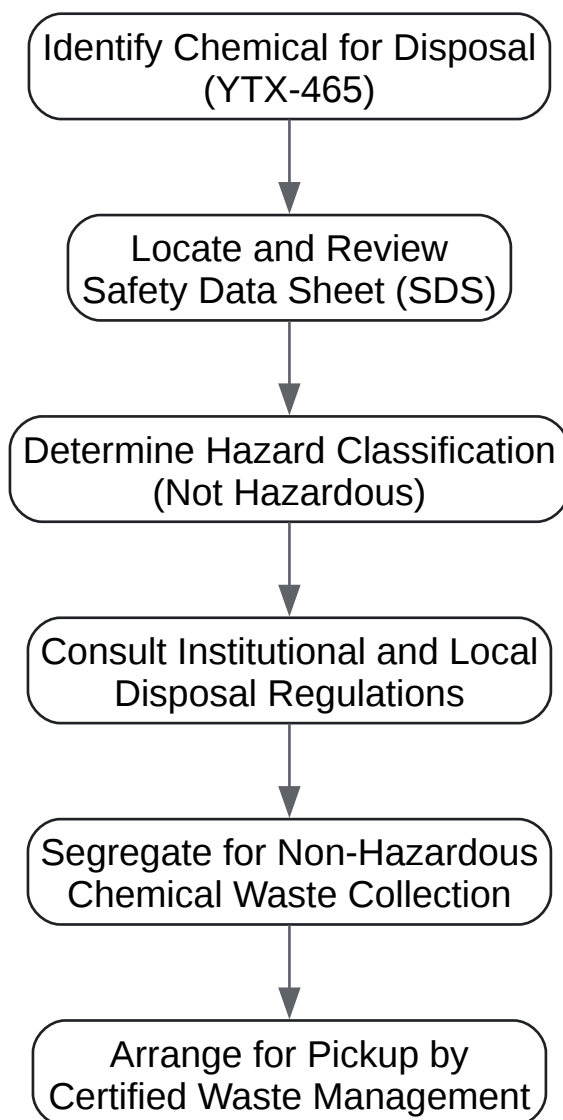 Identify Chemical for Disposal
(YTX-465)
Locate and Review
Safety Data Sheet (SDS)
Determine Hazard Classification
(Not Hazardous)
Consult Institutional and Local
Disposal Regulations
Segregate for Non-Hazardous
Chemical Waste Collection
Arrange for Pickup by
Certified Waste Management